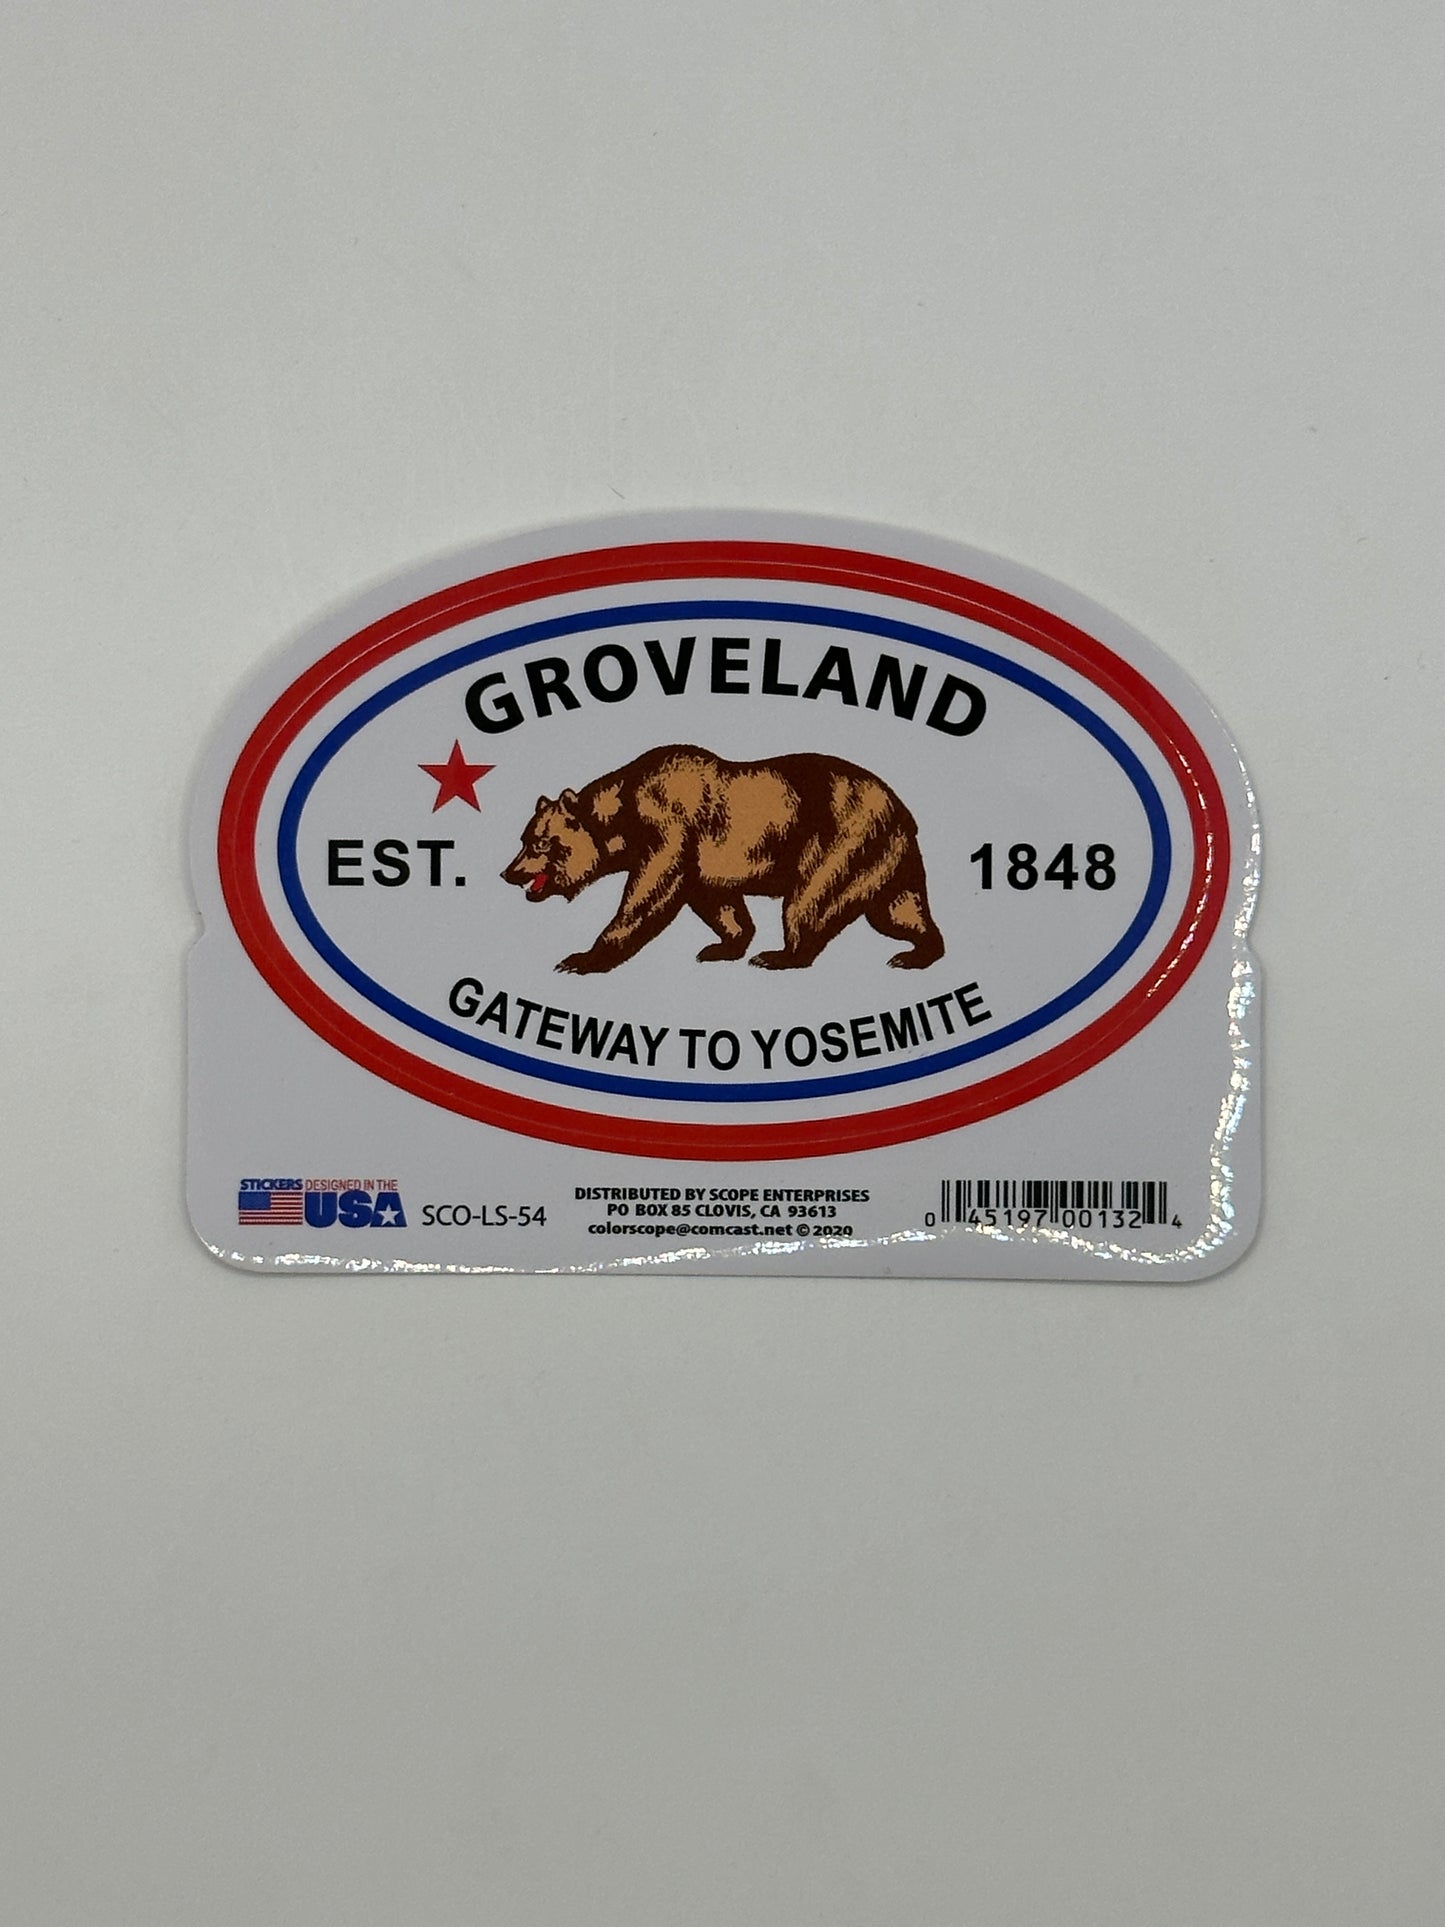 GROVELAND
EST. 1848
GATEWAY TO YOSEMITE
STICKERS DESIGNED IN THE
USA
SCO-LS-54
DISTRIBUTED BY SCOPE ENTERPRISES
PO BOX 85 CLOVIS, CA 93613
colorscope@comcast.net © 2020
0 45197 00132 4